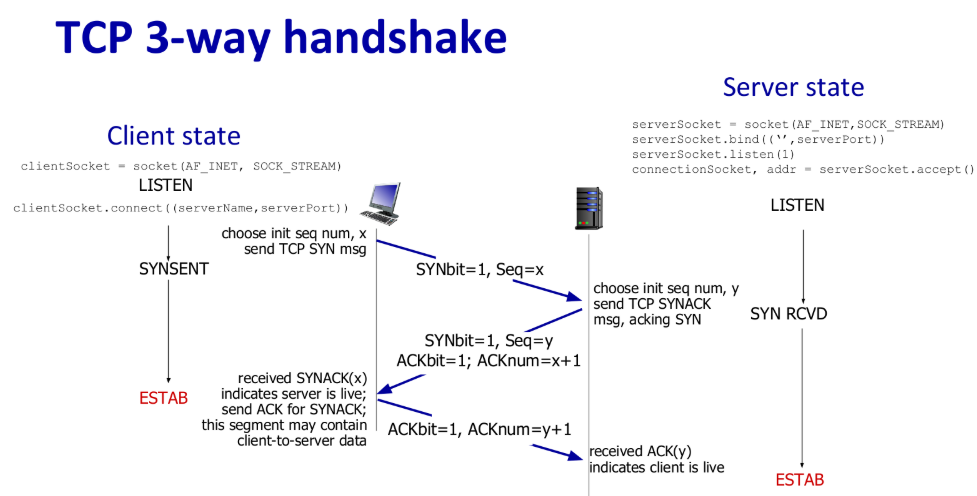 TCP 3-way handshake
Client state
clientSocket = socket(AF_INET, SOCK_STREAM)
LISTEN
clientSocket.connect((serverName,serverPort))
SYNSENT
ESTAB
choose init seq num, x
send TCP SYN msg
received SYNACK(x)
indicates server is live;
send ACK for SYNACK;
this segment may contain
client-to-server data
SYNbit=1, Seq=x
SYNbit=1, Seq=y
ACKbit=1; ACKnum=x+1
ACKbit=1, ACKnum=y+1
choose init seq num, y
send TCP SYNACK
msg, acking SYN
received ACK(y)
indicates client is live
Server state
serverSocket = socket(AF_INET,SOCK_STREAM)
serverSocket.bind((‘’,serverPort))
serverSocket.listen(1)
connectionSocket, addr = serverSocket.accept()
LISTEN
SYN RCVD
ESTAB